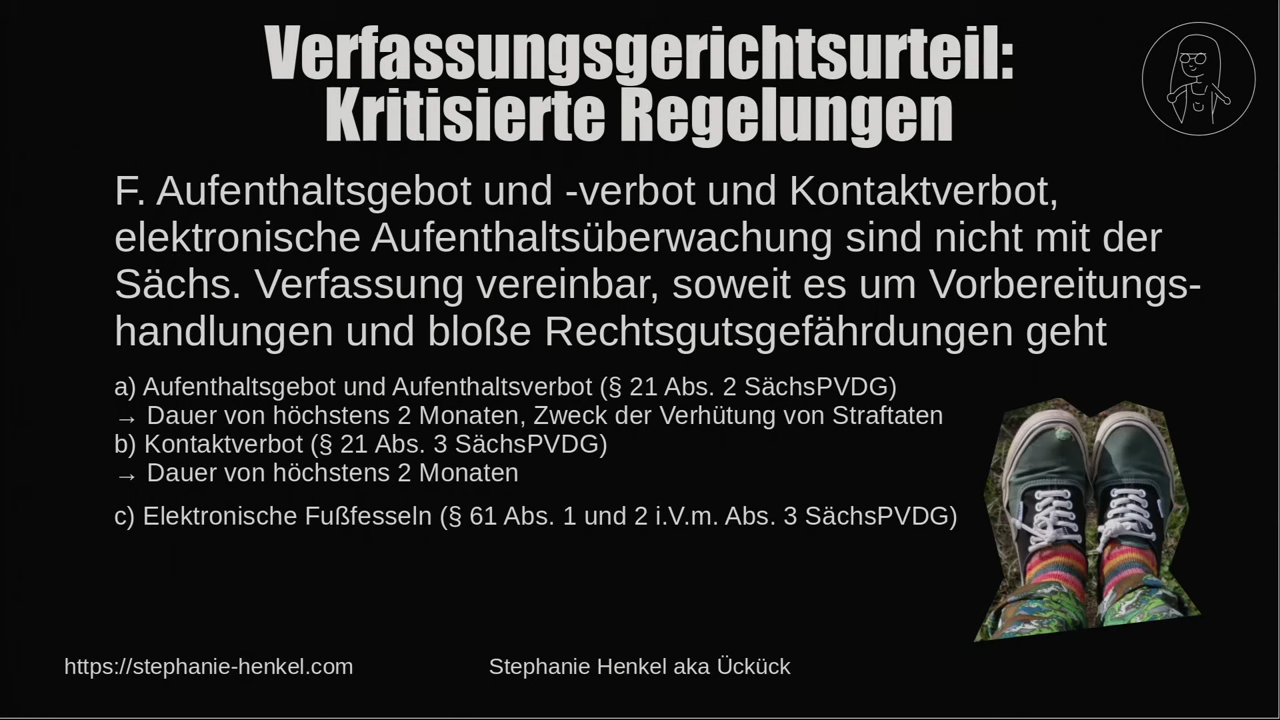 Verfassungsgerichtsurteil:
Kritisierte Regelungen
F. Aufenthaltsgebot und -verbot und Kontaktverbot,
elektronische Aufenthaltsüberwachung sind nicht mit der
Sächs. Verfassung vereinbar, soweit es um Vorbereitungs-
handlungen und bloße Rechtsgutsgefährdungen geht
a) Aufenthaltsgebot und Aufenthaltsverbot (§ 21 Abs. 2 SächsPVDG)
→ Dauer von höchstens 2 Monaten, Zweck der Verhütung von Straftaten
b) Kontaktverbot (§ 21 Abs. 3 SächsPVDG)
→ Dauer von höchstens 2 Monaten
c) Elektronische Fußfesseln (§ 61 Abs. 1 und 2 i.V.m. Abs. 3 SächsPVDG)
https://stephanie-henkel.com
Stephanie Henkel aka Ückück